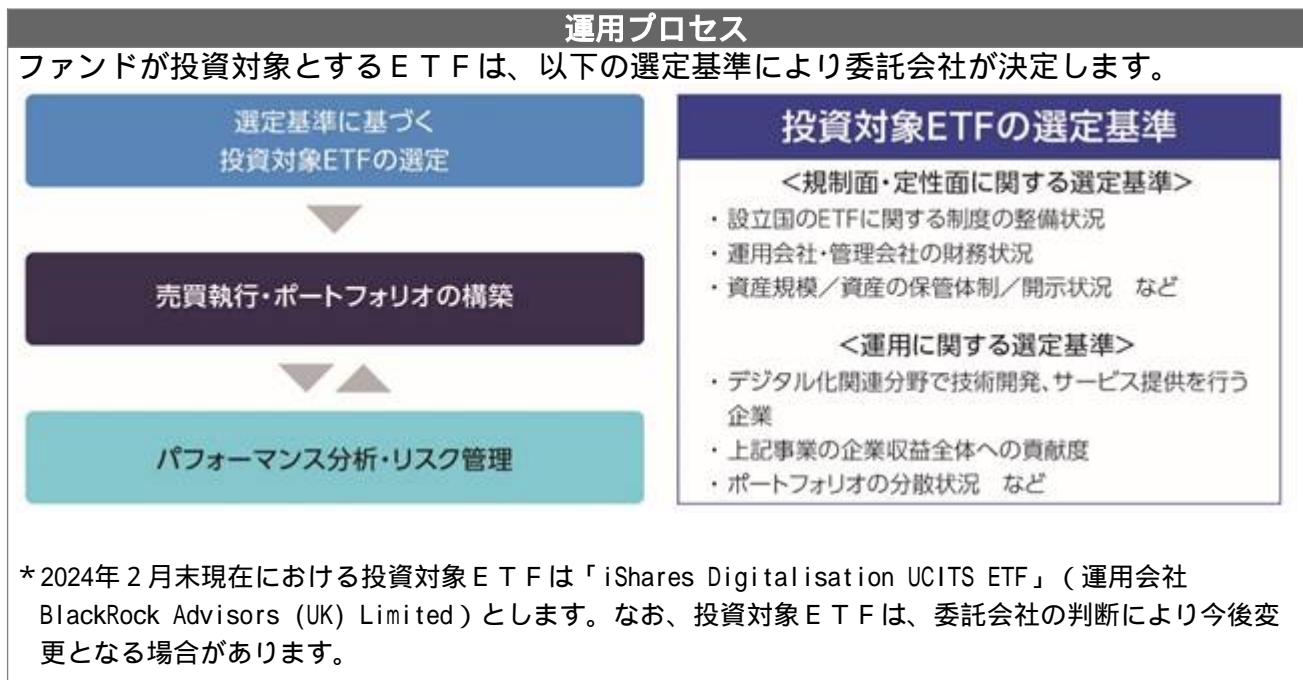 運用プロセス
ファンドが投資対象とするＥＴＦは、以下の選定基準により委託会社が決定します。
選定基準に基づく
投資対象ETFの選定
売買執行・ポートフォリオの構築
パフォーマンス分析・リスク管理
投資対象ETFの選定基準
＜規制面・定性面に関する選定基準＞
・設立国のETFに関する制度の整備状況
・運用会社・管理会社の財務状況
・資産規模／資産の保管体制／開示状況　など
＜運用に関する選定基準＞
・デジタル化関連分野で技術開発、サービス提供を行う
企業
・上記事業の企業収益全体への貢献度
・ポートフォリオの分散状況　など
＊2024年２月末現在における投資対象ＥＴＦは「iShares Digitalisation UCITS ETF」（運用会社
BlackRock Advisors (UK) Limited）とします。なお、投資対象ＥＴＦは、委託会社の判断により今後変
更となる場合があります。